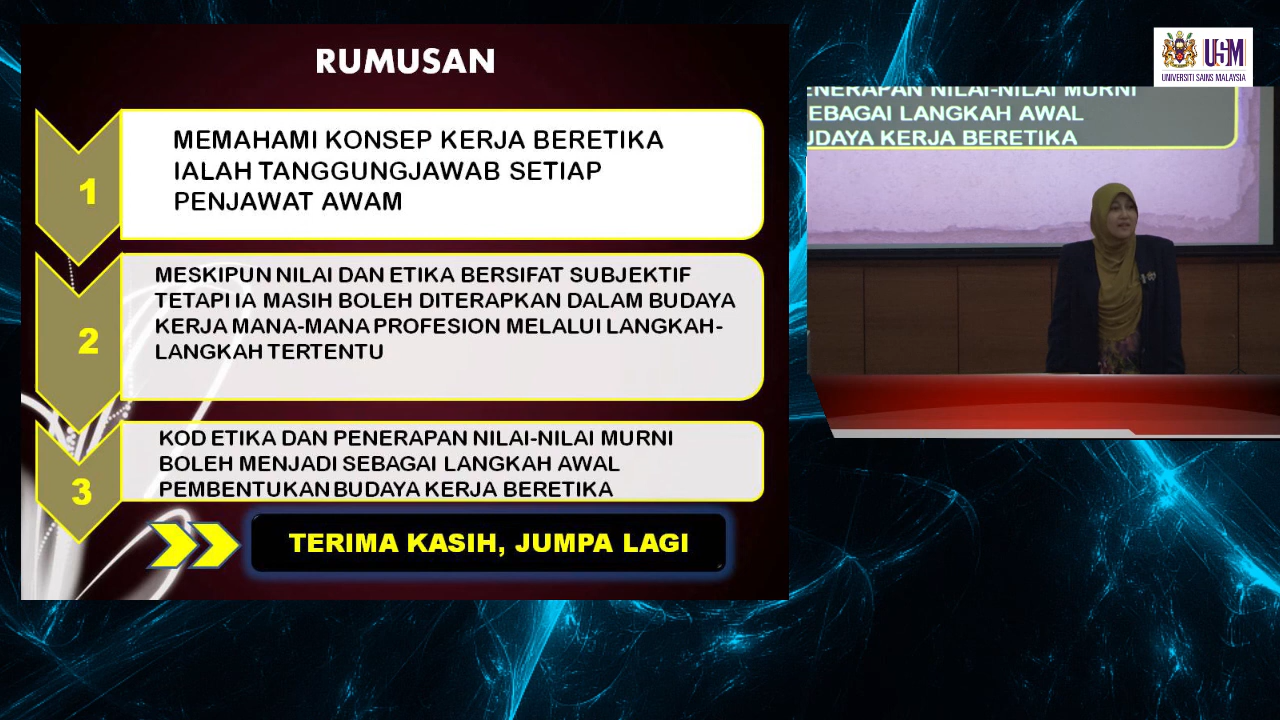 RUMUSAN
1
MEMAHAMI KONSEP KERJA BERETIKA
IALAH TANGGUNGJAWAB SETIAP
PENJAWAT AWAM
2
MESKIPUN NILAI DAN ETIKA BERSIFAT SUBJEKTIF
TETAPI IA MASIH BOLEH DITERAPKAN DALAM BUDAYA
KERJA MANA-MANA PROFESION MELALUI LANGKAH-
LANGKAH TERTENTU
3
KOD ETIKA DAN PENERAPAN NILAI-NILAI MURNI
BOLEH MENJADI SEBAGAI LANGKAH AWAL
PEMBENTUKAN BUDAYA KERJA BERETIKA
TERIMA KASIH, JUMPA LAGI
USM
UNIVERSITI SAINS MALAYSIA
ENERAPAN NILAI-NILAI MURNI
EBAGAI LANGKAH AWAL
UDAYA KERJA BERETIKA